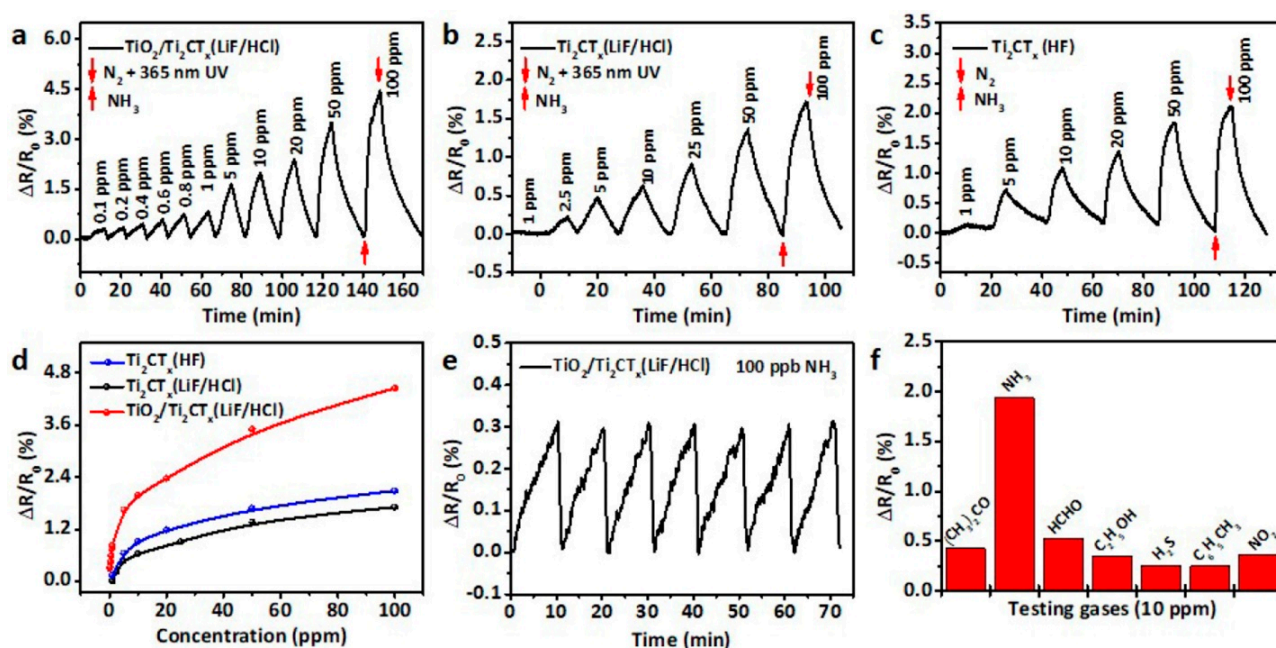 a
TiO₂/Ti₂CTₓ(LiF/HCl)
N₂ + 365 nm UV
NH₃
0.1 ppm
0.2 ppm
0.4 ppm
0.6 ppm
0.8 ppm
1 ppm
5 ppm
10 ppm
20 ppm
50 ppm
100 ppm
6.0
4.5
3.0
1.5
0.0
ΔR/R₀ (%)
0 20 40 60 80 100 120 140 160
Time (min)
b
Ti₂CTₓ(LiF/HCl)
N₂ + 365 nm UV
NH₃
1 ppm
2.5 ppm
5 ppm
10 ppm
25 ppm
50 ppm
100 ppm
2.5
2.0
1.5
1.0
0.5
0.0
-0.5
ΔR/R₀ (%)
0 20 40 60 80 100
Time (min)
c
Ti₂CTₓ(HF)
N₂
NH₃
1 ppm
5 ppm
10 ppm
20 ppm
50 ppm
100 ppm
3.5
3.0
2.5
2.0
1.5
1.0
0.5
0.0
-0.5
ΔR/R₀ (%)
0 20 40 60 80 100 120
Time (min)
d
Ti₂CTₓ(HF)
Ti₂CTₓ(LiF/HCl)
TiO₂/Ti₂CTₓ(LiF/HCl)
4.8
3.6
2.4
1.2
0.0
ΔR/R₀ (%)
0 20 40 60 80 100
Concentration (ppm)
e
TiO₂/Ti₂CTₓ(LiF/HCl) 100 ppb NH₃
0.5
0.4
0.3
0.2
0.1
0.0
-0.1
ΔR/R₀ (%)
0 10 20 30 40 50 60 70
Time (min)
f
(CH₃)₂CO
NH₃
HCHO
C₂H₅OH
H₂S
C₆H₅CH₃
NO₂
2.5
2.0
1.5
1.0
0.5
0.0
ΔR/R₀ (%)
Testing gases (10 ppm)